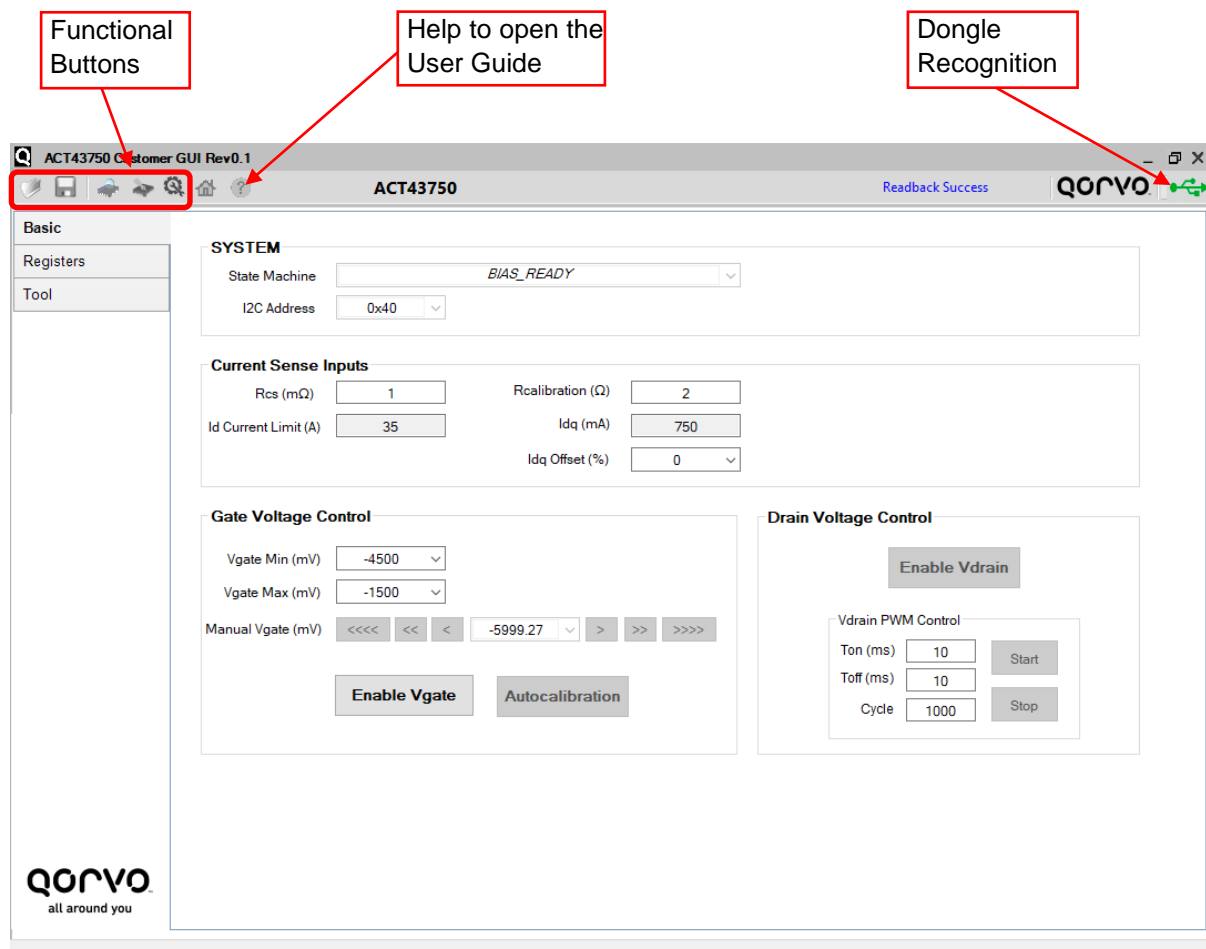 Functional
Buttons
Help to open the
User Guide
Dongle
Recognition
ACT43750 Customer GUI Rev0.1
ACT43750
Readback Success
QORVO
Basic
Registers
Tool
SYSTEM
State Machine
BIAS_READY
I2C Address
0x40
Current Sense Inputs
Rcs (mΩ)
1
Rcalibration (Ω)
2
Id Current Limit (A)
35
Idq (mA)
750
Idq Offset (%)
0
Gate Voltage Control
Vgate Min (mV)
-4500
Vgate Max (mV)
-1500
Manual Vgate (mV)
<<<<
<<
<
-5999.27
>
>>
>>>>
Enable Vgate
Autocalibration
Drain Voltage Control
Enable Vdrain
Vdrain PWM Control
Ton (ms)
10
Start
Toff (ms)
10
Cycle
1000
Stop
QORVO
all around you